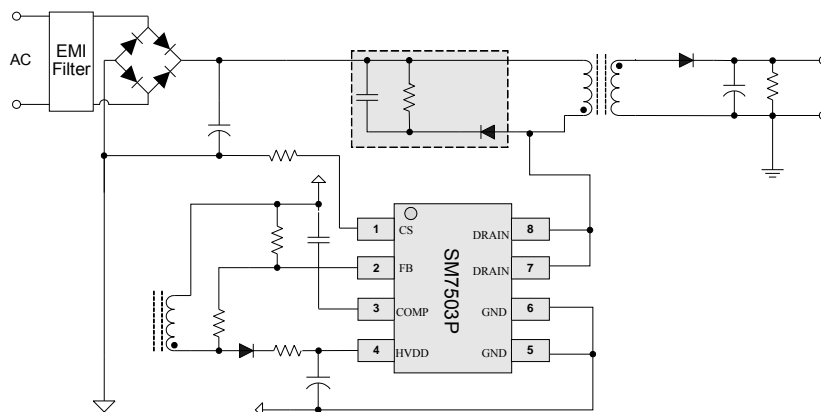 AC
EMI
Filter
1 CS
2 FB
3 COMP
4 HVDD
SM7503P
DRAIN 8
DRAIN 7
GND 6
GND 5